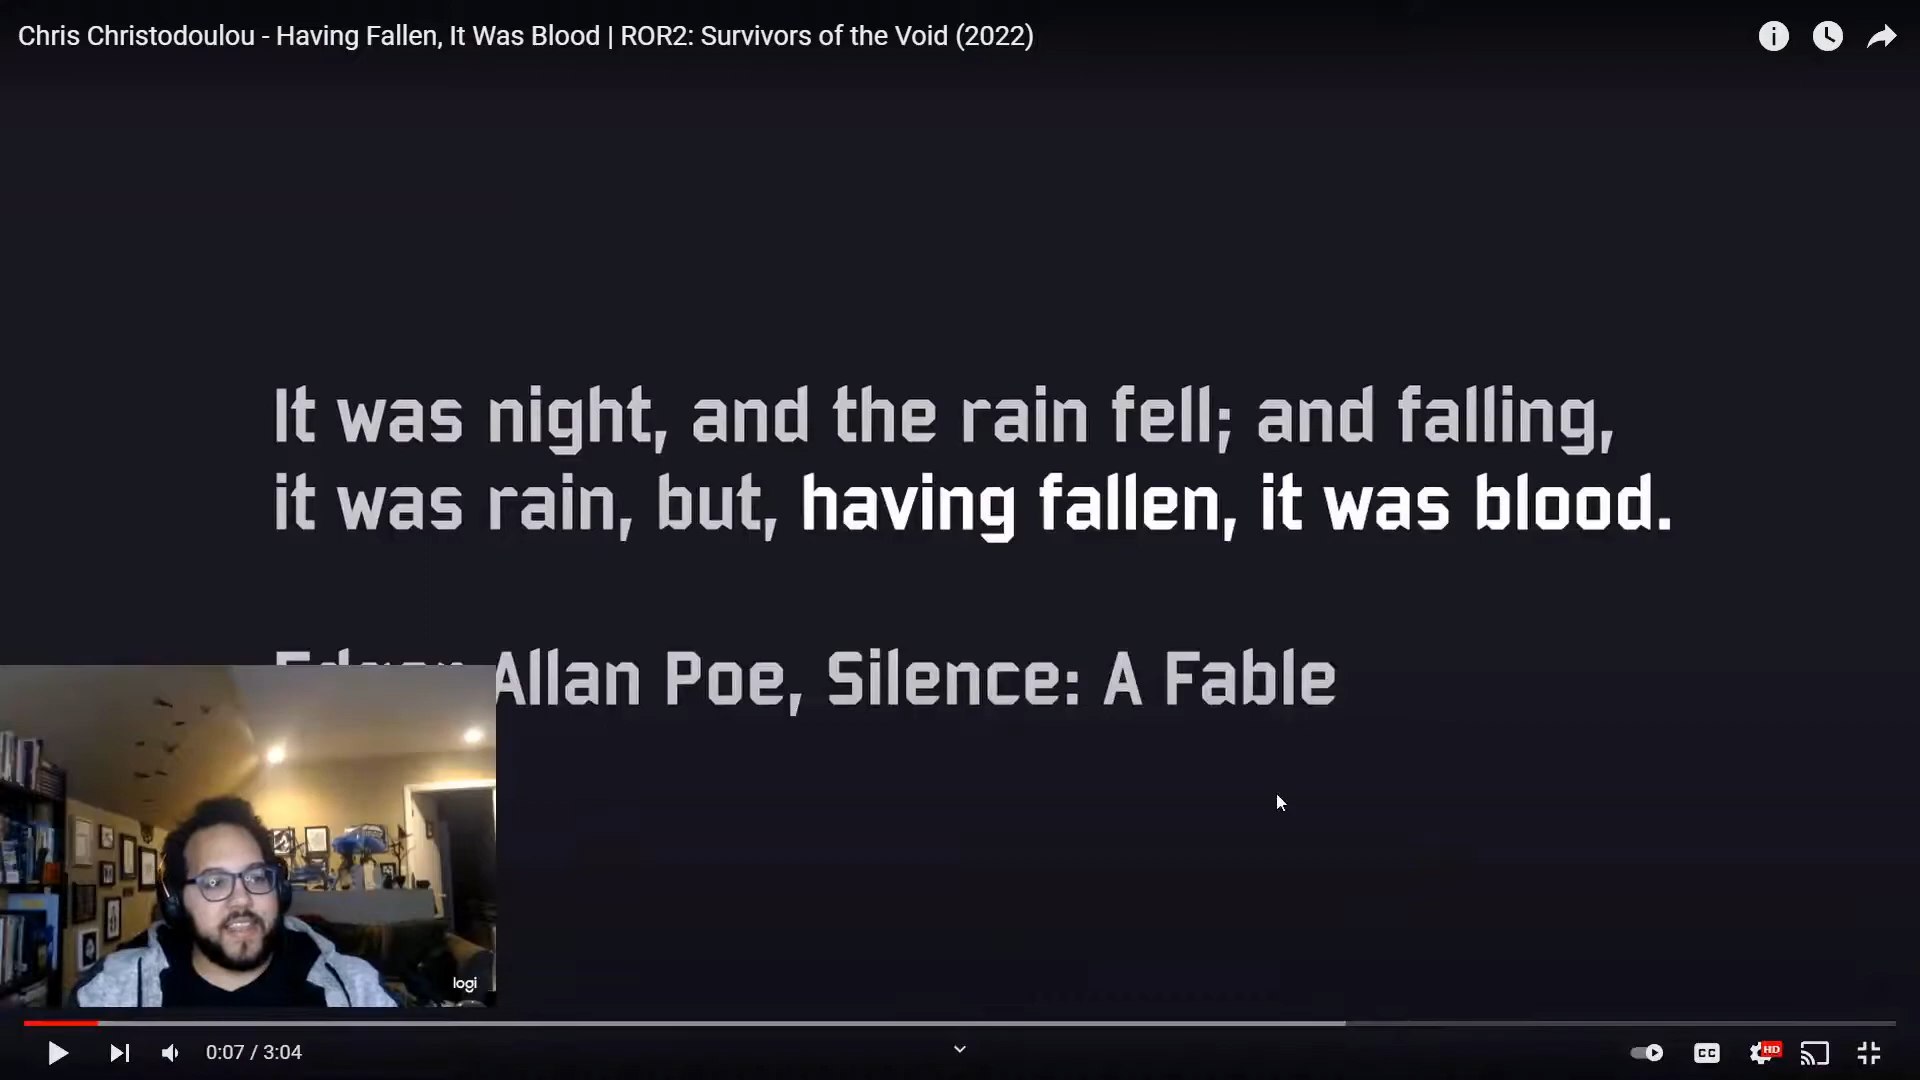 Chris Christodoulou - Having Fallen, It Was Blood | ROR2: Survivors of the Void (2022)
It was night, and the rain fell; and falling,
it was rain, but, having fallen, it was blood.
Allan Poe, Silence: A Fable
logi
0:07 / 3:04
CC
HD